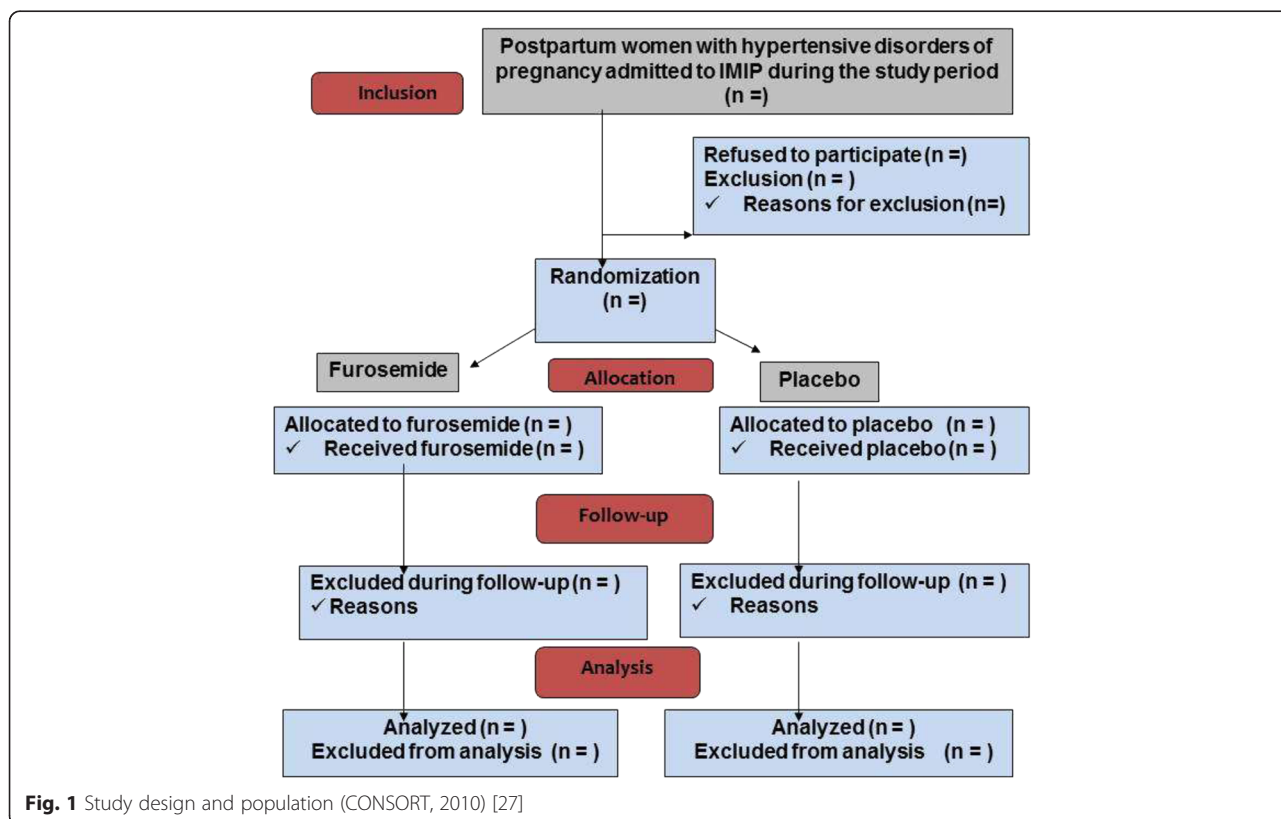 Postpartum women with hypertensive disorders of
pregnancy admitted to IMIP during the study period
(n =)
Inclusion
Refused to participate (n =)
Exclusion (n = )
✓ Reasons for exclusion (n=)
Randomization
(n =)
Furosemide
Allocation
Placebo
Allocated to furosemide (n = )
✓ Received furosemide (n = )
Allocated to placebo (n = )
✓ Received placebo (n = )
Follow-up
Excluded during follow-up (n = )
✓ Reasons
Excluded during follow-up (n = )
✓ Reasons
Analysis
Analyzed (n = )
Excluded from analysis (n = )
Analyzed (n = )
Excluded from analysis (n = )
Fig. 1 Study design and population (CONSORT, 2010) [27]